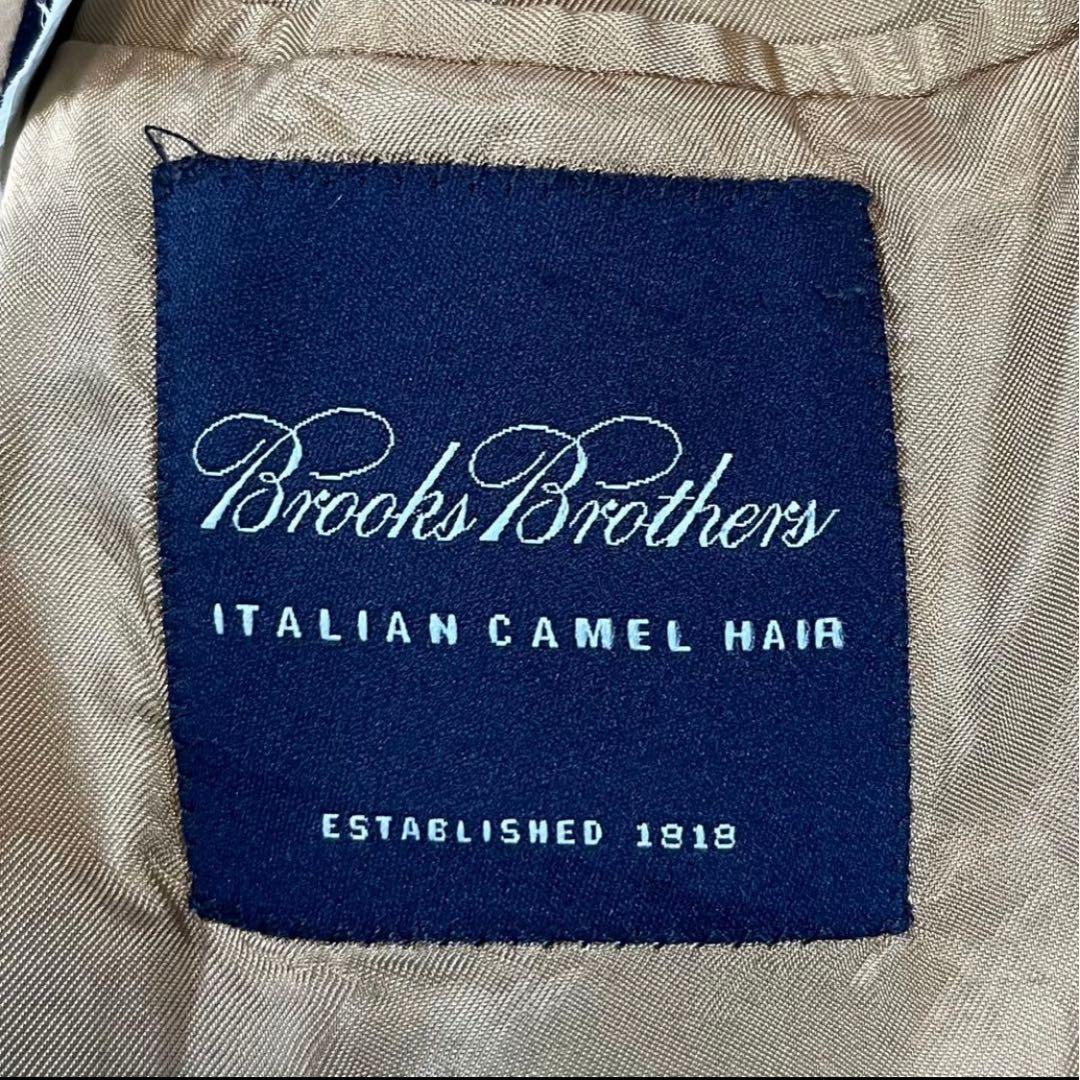 Brooks Brothers
ITALIAN CAMEL HAIR
ESTABLISHED 1818